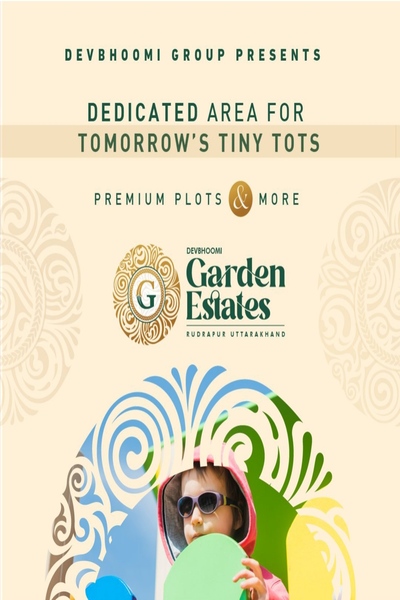 DEVBHOOMI GROUP PRESENTS
DEDICATED AREA FOR
TOMORROW'S TINY TOTS
PREMIUM PLOTS & MORE
G
DEVBHOOMI
Garden
Estates
RUDRAPUR UTTARAKHAND